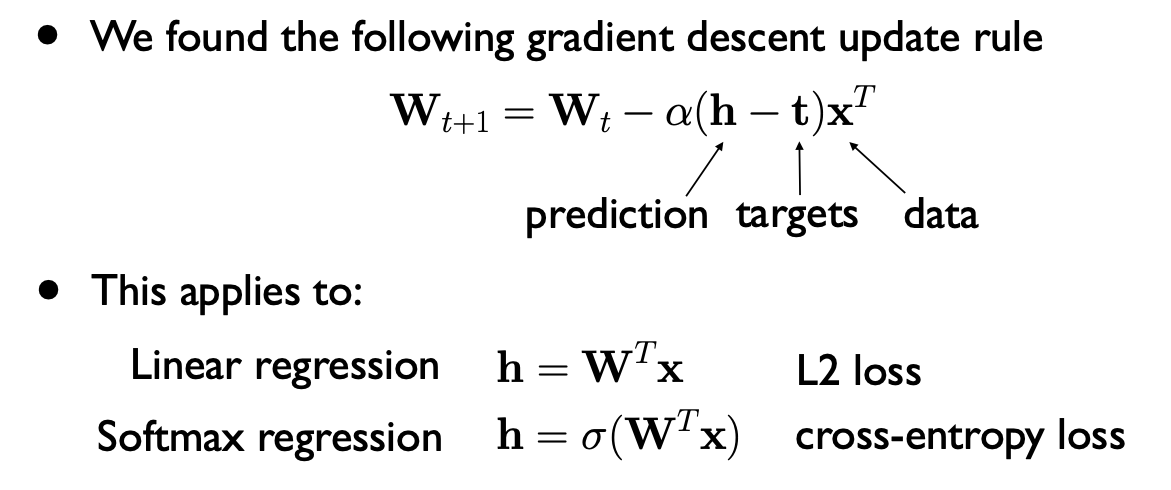 • We found the following gradient descent update rule
W_{t+1} = W_t − α(h − t)x^T
prediction targets data
• This applies to:
Linear regression h = W^T x L2 loss
Softmax regression h = σ(W^T x) cross-entropy loss